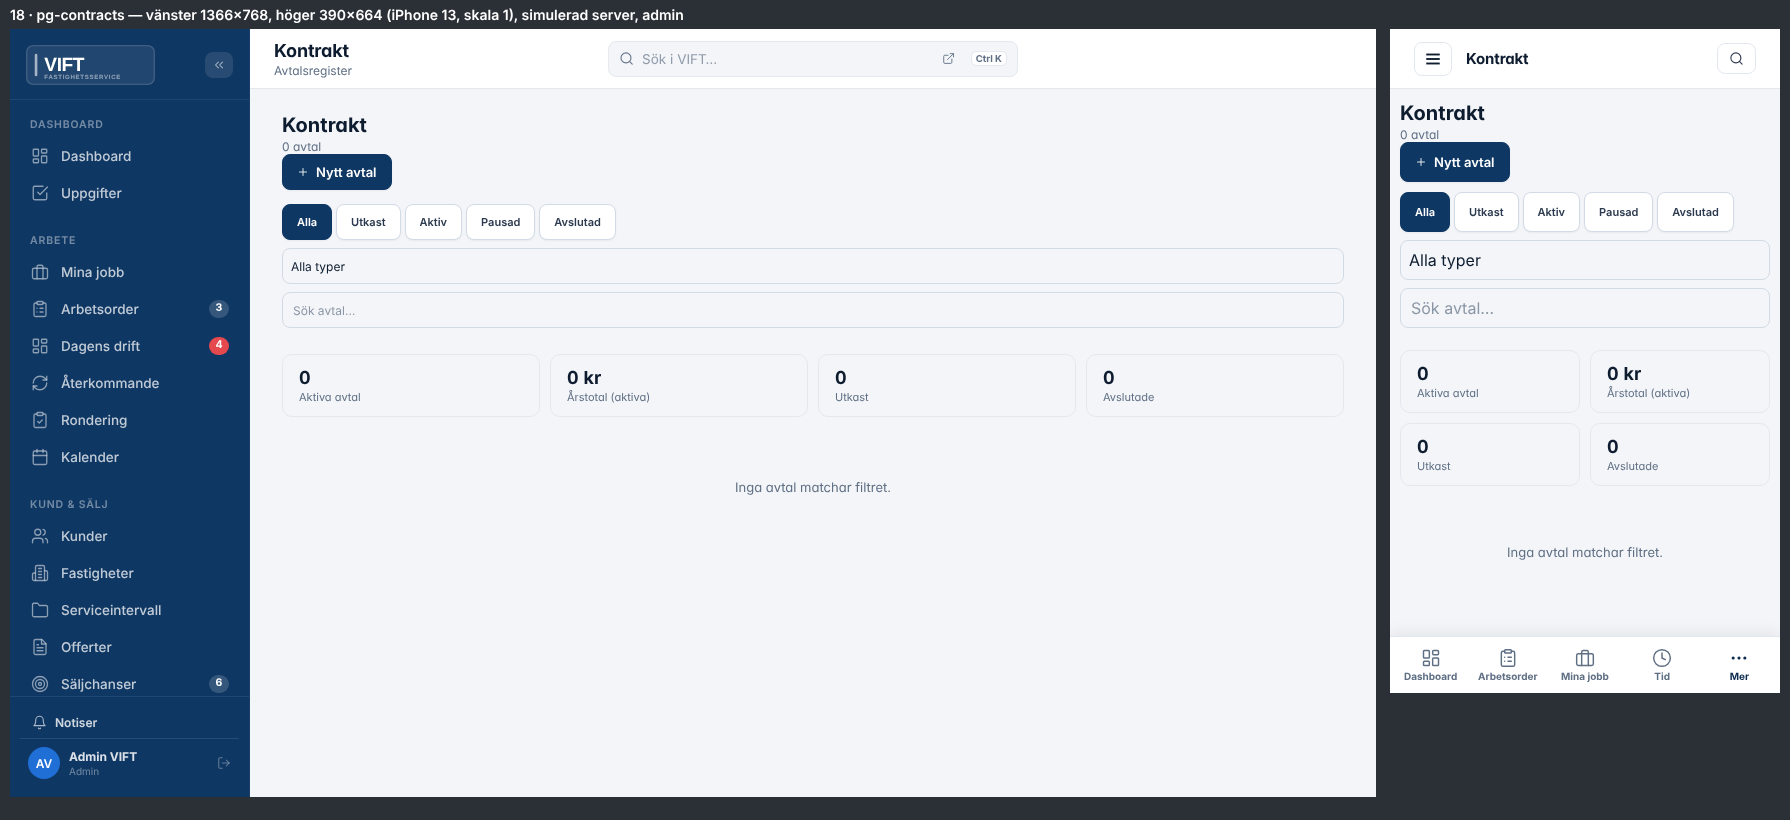 18 · pg-contracts — vänster 1366×768, höger 390×664 (iPhone 13, skala 1), simulerad server, admin
VIFT
FASTIGHETSSERVICE
DASHBOARD
Dashboard
Uppgifter
ARBETE
Mina jobb
Arbetsorder 3
Dagens drift 4
Återkommande
Rondering
Kalender
KUND & SÄLJ
Kunder
Fastigheter
Serviceintervall
Offerter
Säljchanser 6
Notiser
AV Admin VIFT
Admin
Kontrakt
Avtalsregister
Sök i VIFT... Ctrl K
Kontrakt
0 avtal
+ Nytt avtal
Alla Utkast Aktiv Pausad Avslutad
Alla typer
Sök avtal...
0 0 kr 0 0
Aktiva avtal Årstotal (aktiva) Utkast Avslutade
Inga avtal matchar filtret.
Kontrakt
Kontrakt
0 avtal
+ Nytt avtal
Alla Utkast Aktiv Pausad Avslutad
Alla typer
Sök avtal...
0 0 kr
Aktiva avtal Årstotal (aktiva)
0 0
Utkast Avslutade
Inga avtal matchar filtret.
Dashboard Arbetsorder Mina jobb Tid Mer